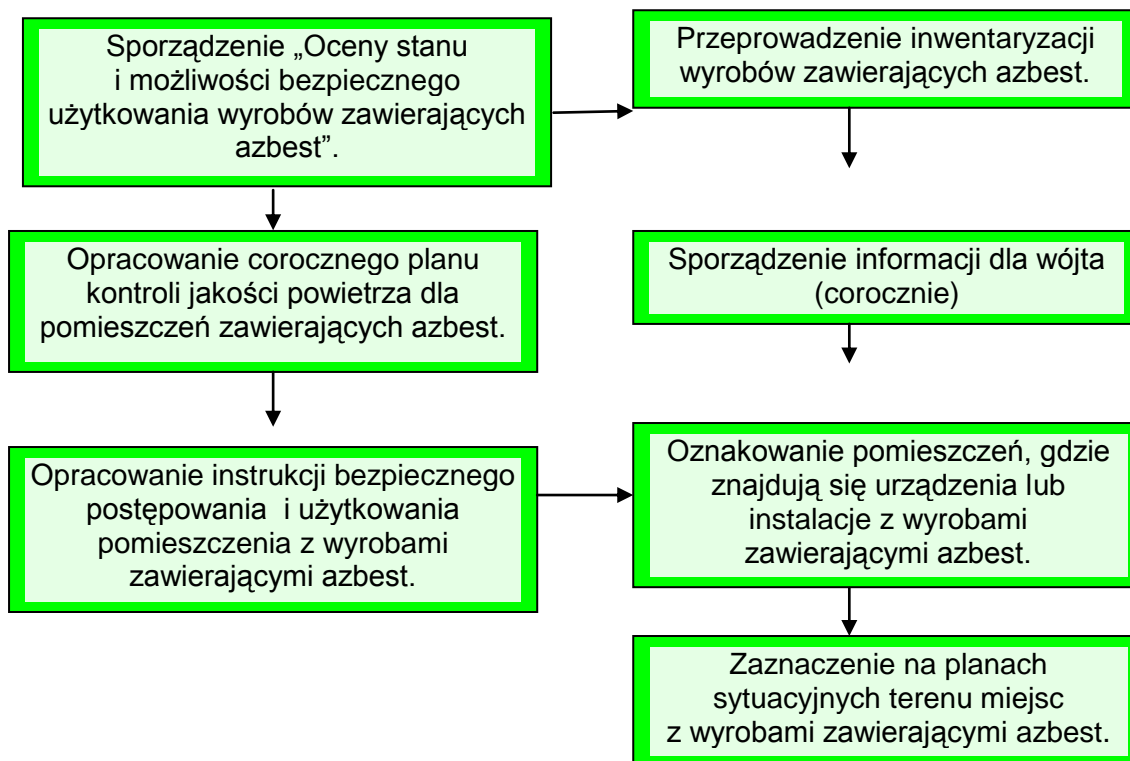 Sporządzenie „Oceny stanu
i możliwości bezpiecznego
użytkowania wyrobów zawierających
azbest”.
Przeprowadzenie inwentaryzacji
wyrobów zawierających azbest.
Opracowanie corocznego planu
kontroli jakości powietrza dla
pomieszczeń zawierających azbest.
Sporządzenie informacji dla wójta
(corocznie)
Opracowanie instrukcji bezpiecznego
postępowania i użytkowania
pomieszczenia z wyrobami
zawierającymi azbest.
Oznakowanie pomieszczeń, gdzie
znajdują się urządzenia lub
instalacje z wyrobami
zawierającymi azbest.
Zaznaczenie na planach
sytuacyjnych terenu miejsc
z wyrobami zawierającymi azbest.